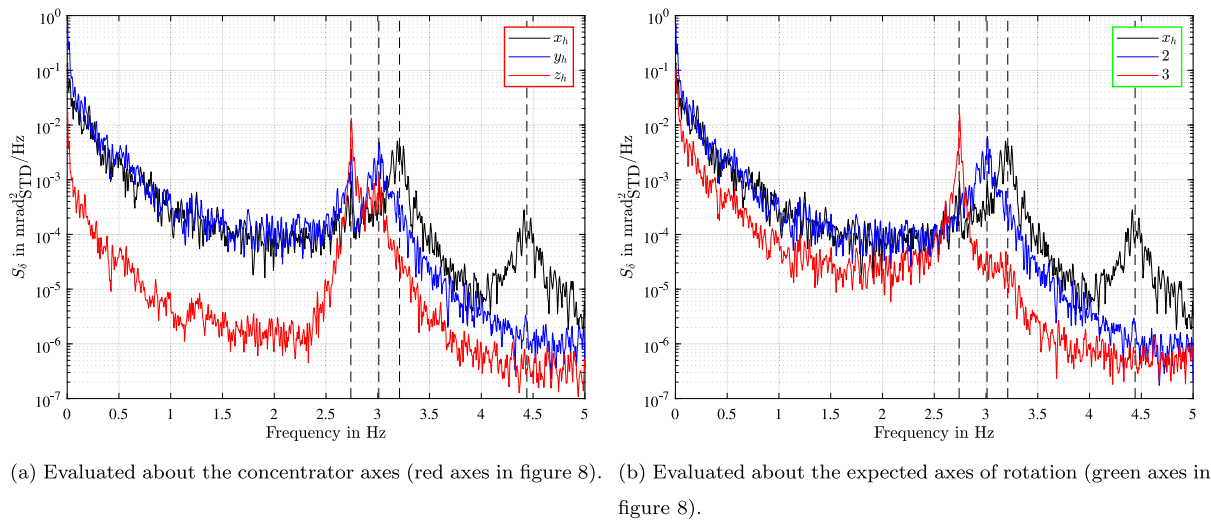 10^0
10^-1
10^-2
10^-3
10^-4
10^-5
10^-6
10^-7
S_δ in mrad^2_STD/Hz
0 0.5 1 1.5 2 2.5 3 3.5 4 4.5 5
Frequency in Hz
x_h
y_h
z_h
10^0
10^-1
10^-2
10^-3
10^-4
10^-5
10^-6
10^-7
S_δ in mrad^2_STD/Hz
0 0.5 1 1.5 2 2.5 3 3.5 4 4.5 5
Frequency in Hz
x_h
2
3
(a) Evaluated about the concentrator axes (red axes in figure 8).
(b) Evaluated about the expected axes of rotation (green axes in
figure 8).